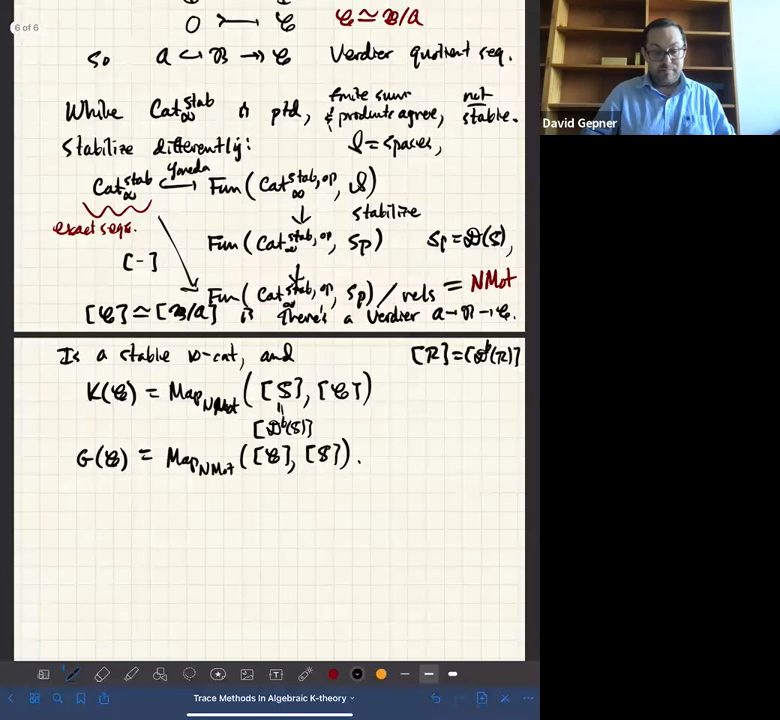 6 of 6
0 ↣ 𝒞 𝒞 ≃ ℬ/𝒜
so 𝒜 ↪ ℬ ↠ 𝒞 Verdier quotient seq.
While Cat∞^stab is ptd, finite sums & products agree, not stable.
Stabilize differently: 𝒮 = spaces,
Cat∞^stab ↪ Yoneda Fun(Cat∞^stab,op, 𝒮)
exact seqs. ↓ stabilize
[-] Fun(Cat∞^stab,op, Sp) Sp = 𝒟(𝕊),
↓
Fun(Cat∞^stab,op, Sp)/rels = NMot
[𝒞] ≃ [ℬ/𝒜] if there's a Verdier 𝒜 → ℬ → 𝒞.
Is a stable ∞-cat, and [R] = [𝒟^b(R)]
K(𝒞) = Map_NMot([𝕊], [𝒞])
[𝒟^b(𝕊)]
G(𝒞) = Map_NMot([𝒞], [𝕊]).
David Gepner
Trace Methods In Algebraic K-theory